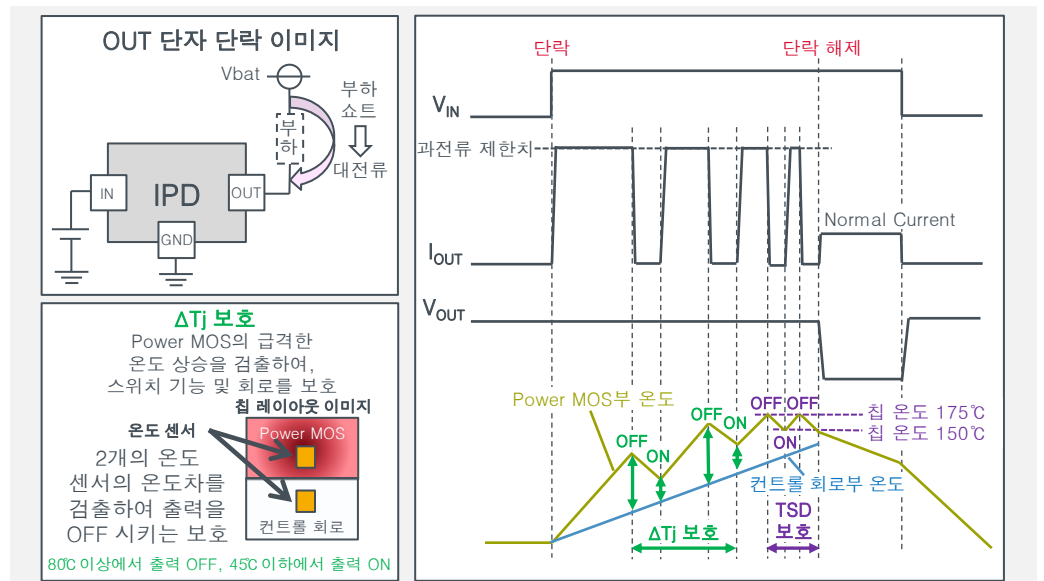 OUT 단자 단락 이미지
Vbat
부하
쇼트
대전류
부
하
IN
IPD
OUT
GND
ΔTj 보호
Power MOS의 급격한
온도 상승을 검출하여,
스위치 기능 및 회로를 보호
칩 레이아웃 이미지
온도 센서
Power MOS
2개의 온도
센서의 온도차를
검출하여 출력을
OFF 시키는 보호
컨트롤 회로
80℃ 이상에서 출력 OFF, 45℃ 이하에서 출력 ON
단락
단락 해제
VIN
과전류 제한치
Normal Current
IOUT
VOUT
Power MOS부 온도
OFF
ON
OFF
ON
OFF OFF
ON
칩 온도 175℃
칩 온도 150℃
컨트롤 회로부 온도
ΔTj 보호
TSD
보호